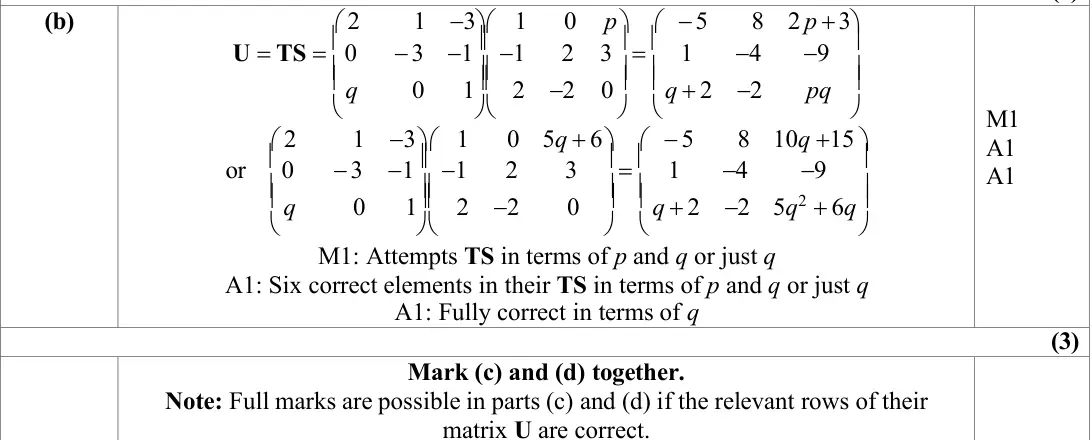 (b)
2 1 −3 1 0 p −5 8 2p+3
U = TS = 0 −3 −1 −1 2 3 = 1 −4 −9
q 0 1 2 −2 0 q+2 −2 pq
2 1 −3 1 0 5q+6 −5 8 10q+15
or 0 −3 −1 −1 2 3 = 1 −4 −9
q 0 1 2 −2 0 q+2 −2 5q²+6q
M1
A1
A1
M1: Attempts TS in terms of p and q or just q
A1: Six correct elements in their TS in terms of p and q or just q
A1: Fully correct in terms of q
(3)
Mark (c) and (d) together.
Note: Full marks are possible in parts (c) and (d) if the relevant rows of their
matrix U are correct.